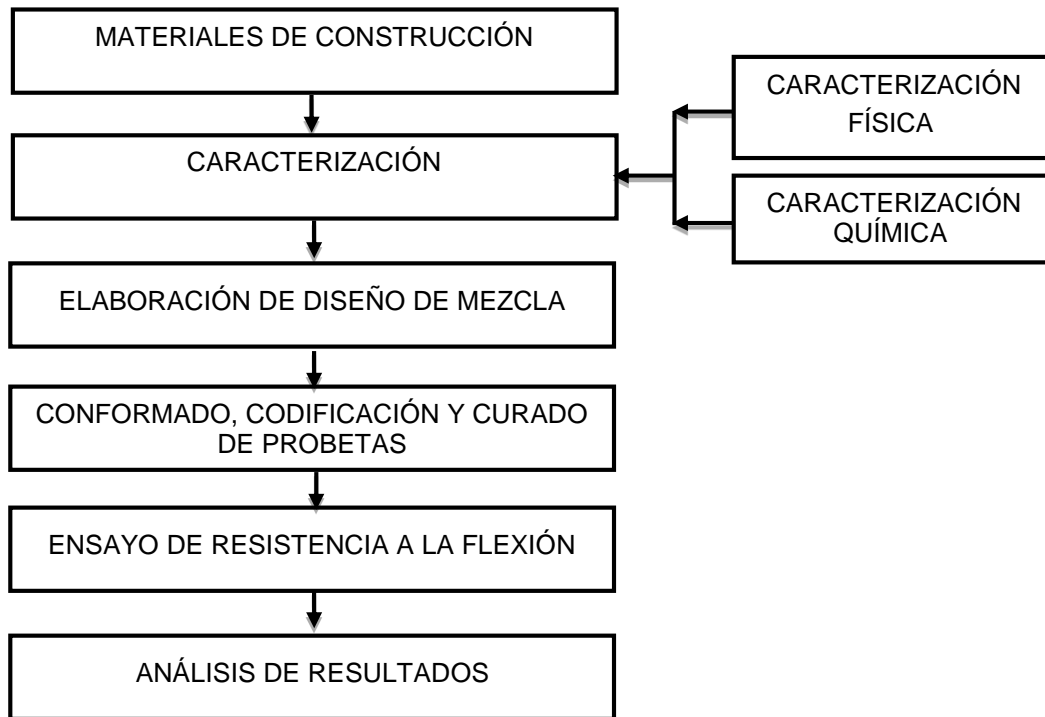 MATERIALES DE CONSTRUCCIÓN
CARACTERIZACIÓN
FÍSICA
CARACTERIZACIÓN
CARACTERIZACIÓN
QUÍMICA
ELABORACIÓN DE DISEÑO DE MEZCLA
CONFORMADO, CODIFICACIÓN Y CURADO
DE PROBETAS
ENSAYO DE RESISTENCIA A LA FLEXIÓN
ANÁLISIS DE RESULTADOS